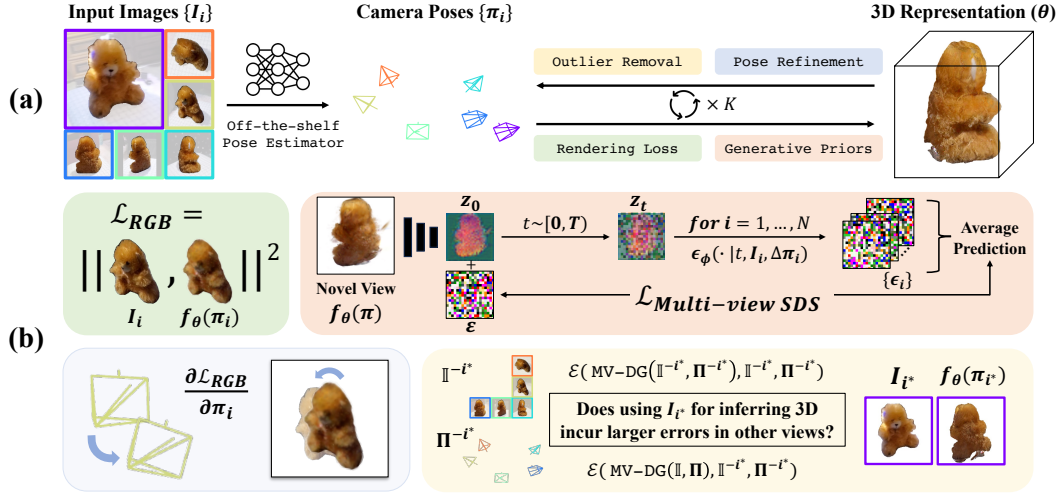 Input Images {I_i}
Camera Poses {π_i}
3D Representation (θ)
(a)
Off-the-shelf
Pose Estimator
Outlier Removal
Pose Refinement
× K
Rendering Loss
Generative Priors
(b)
ℒ_RGB =
|| I_i , f_θ(π_i) ||²
Novel View
f_θ(π)
z_0
+
ε
t~[0, T)
z_t
for i = 1, ..., N
ϵ_ϕ(· |t, I_i, Δπ_i)
{ϵ_i}
Average
Prediction
ℒ_Multi-view SDS
∂ℒ_RGB
∂π_i
𝕀^{-i*}
Π^{-i*}
ℰ(MV-DG(𝕀^{-i*}, Π^{-i*}), 𝕀^{-i*}, Π^{-i*})
Does using I_{i*} for inferring 3D
incur larger errors in other views?
ℰ(MV-DG(𝕀, Π), 𝕀^{-i*}, Π^{-i*})
I_{i*}
f_θ(π_{i*})